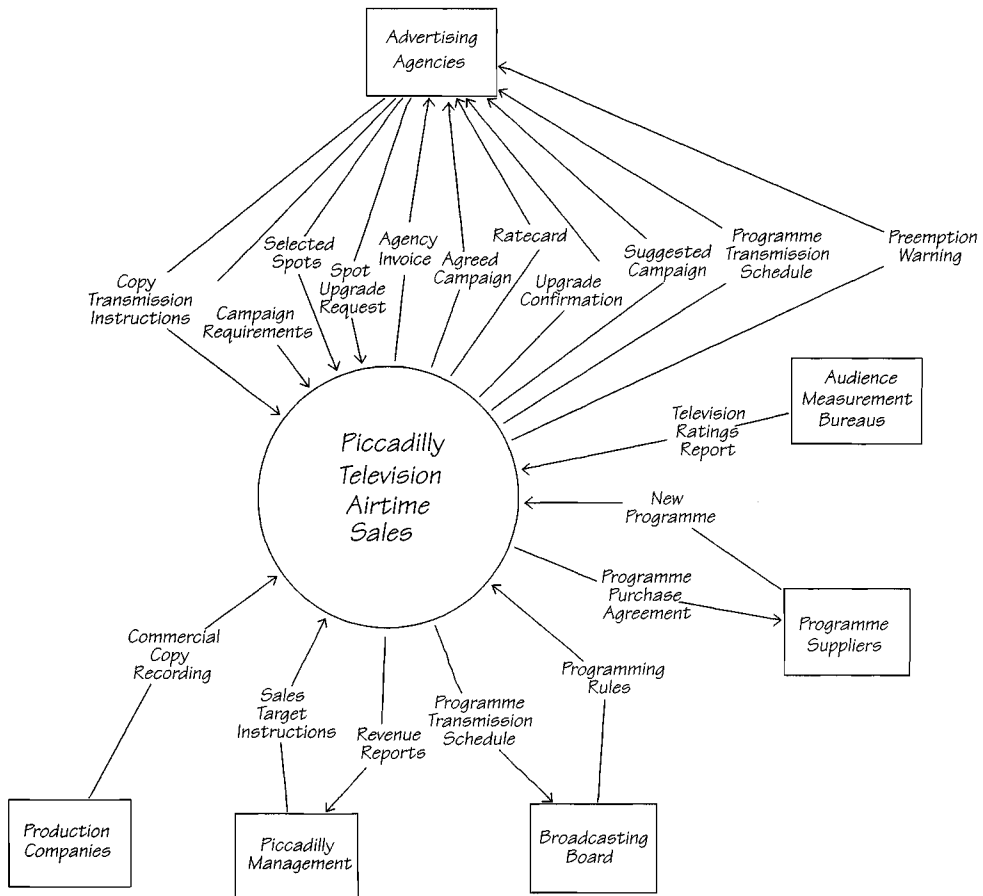 Advertising
Agencies
Copy
Transmission
Instructions
Campaign
Requirements
Selected
Spots
Spot
Upgrade
Request
Agency
Invoice
Agreed
Campaign
Ratecard
Upgrade
Confirmation
Suggested
Campaign
Programme
Transmission
Schedule
Preemption
Warning
Audience
Measurement
Bureaus
Television
Ratings
Report
Piccadilly
Television
Airtime
Sales
New
Programme
Programme
Purchase
Agreement
Programme
Suppliers
Commercial
Copy
Recording
Sales
Target
Instructions
Revenue
Reports
Programme
Transmission
Schedule
Programming
Rules
Production
Companies
Piccadilly
Management
Broadcasting
Board